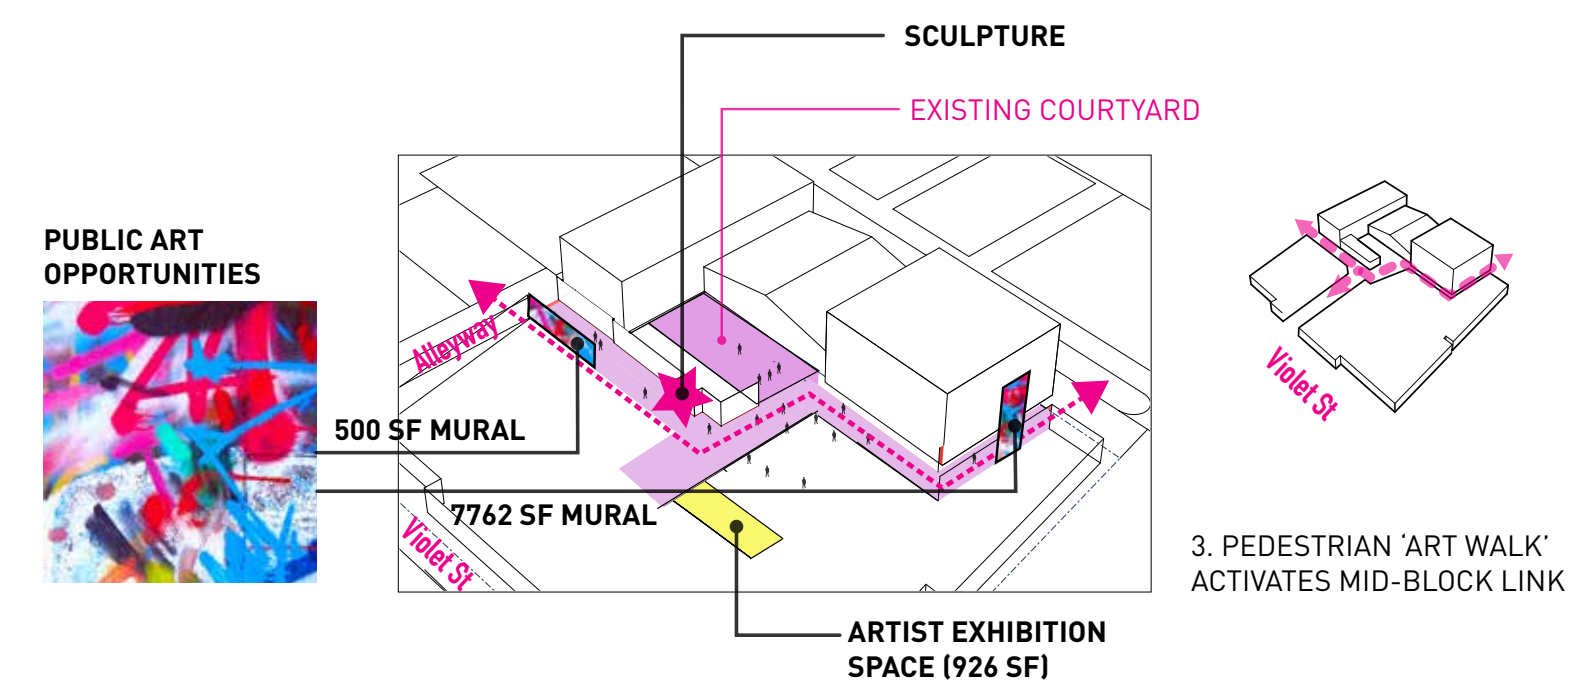 SCULPTURE
EXISTING COURTYARD
PUBLIC ART
OPPORTUNITIES
Alleyway
500 SF MURAL
7762 SF MURAL
Violet St
Violet St
3. PEDESTRIAN ‘ART WALK’
ACTIVATES MID-BLOCK LINK
ARTIST EXHIBITION
SPACE (926 SF)